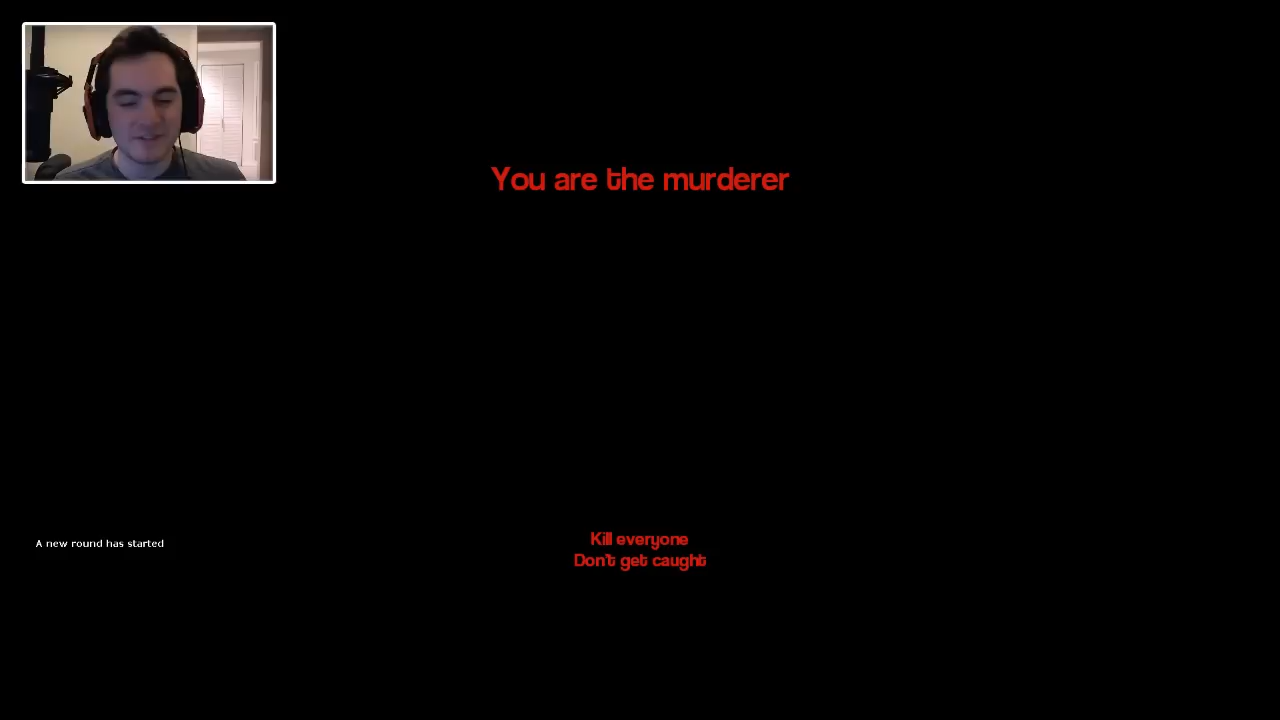 You are the murderer
Kill everyone
A new round has started
Don't get caught